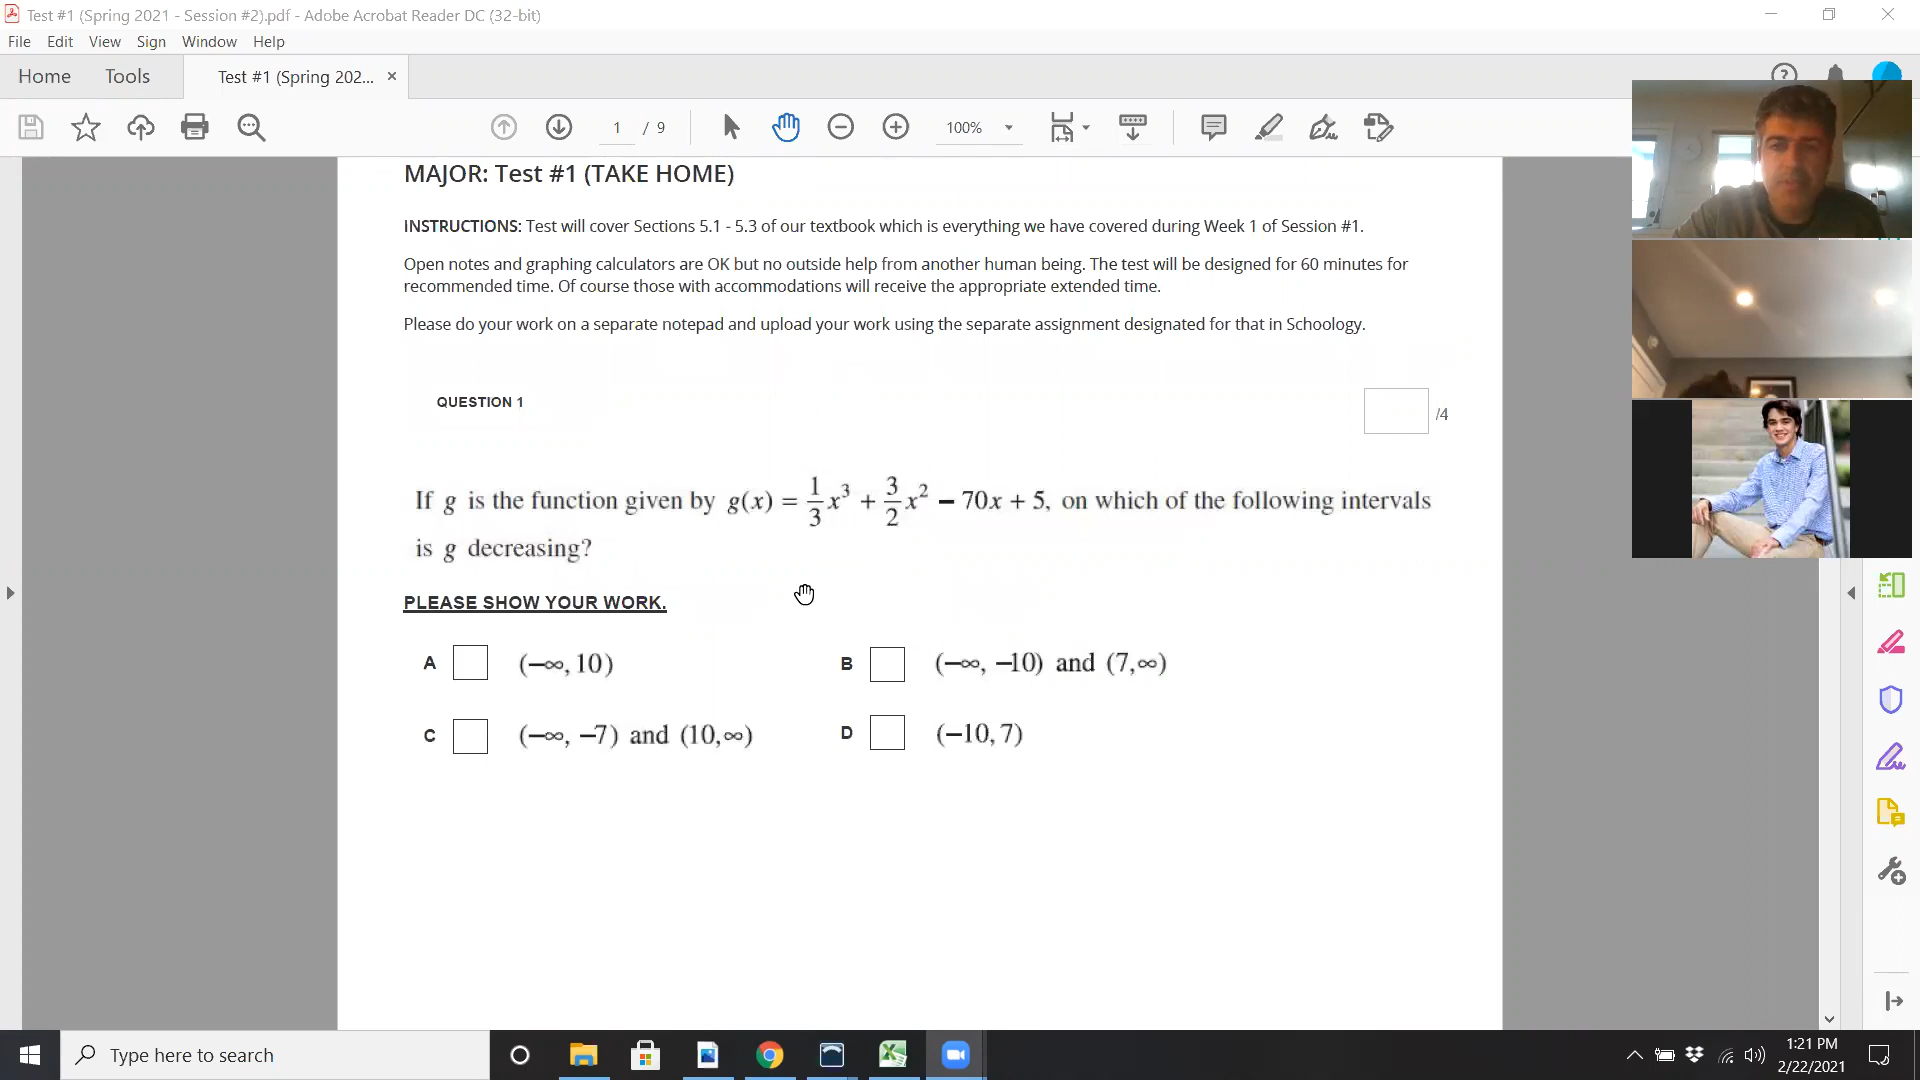 Test #1 (Spring 2021 - Session #2).pdf - Adobe Acrobat Reader DC (32-bit)
File Edit View Sign Window Help
Home Tools Test #1 (Spring 202... ×
1 / 9 100%
MAJOR: Test #1 (TAKE HOME)
INSTRUCTIONS: Test will cover Sections 5.1 - 5.3 of our textbook which is everything we have covered during Week 1 of Session #1.
Open notes and graphing calculators are OK but no outside help from another human being. The test will be designed for 60 minutes for
recommended time. Of course those with accommodations will receive the appropriate extended time.
Please do your work on a separate notepad and upload your work using the separate assignment designated for that in Schoology.
QUESTION 1
/4
If g is the function given by g(x) = 1/3 x³ + 3/2 x² − 70x + 5, on which of the following intervals
is g decreasing?
PLEASE SHOW YOUR WORK.
A (−∞, 10)
B (−∞, −10) and (7,∞)
C (−∞, −7) and (10,∞)
D (−10, 7)
Type here to search
1:21 PM
2/22/2021